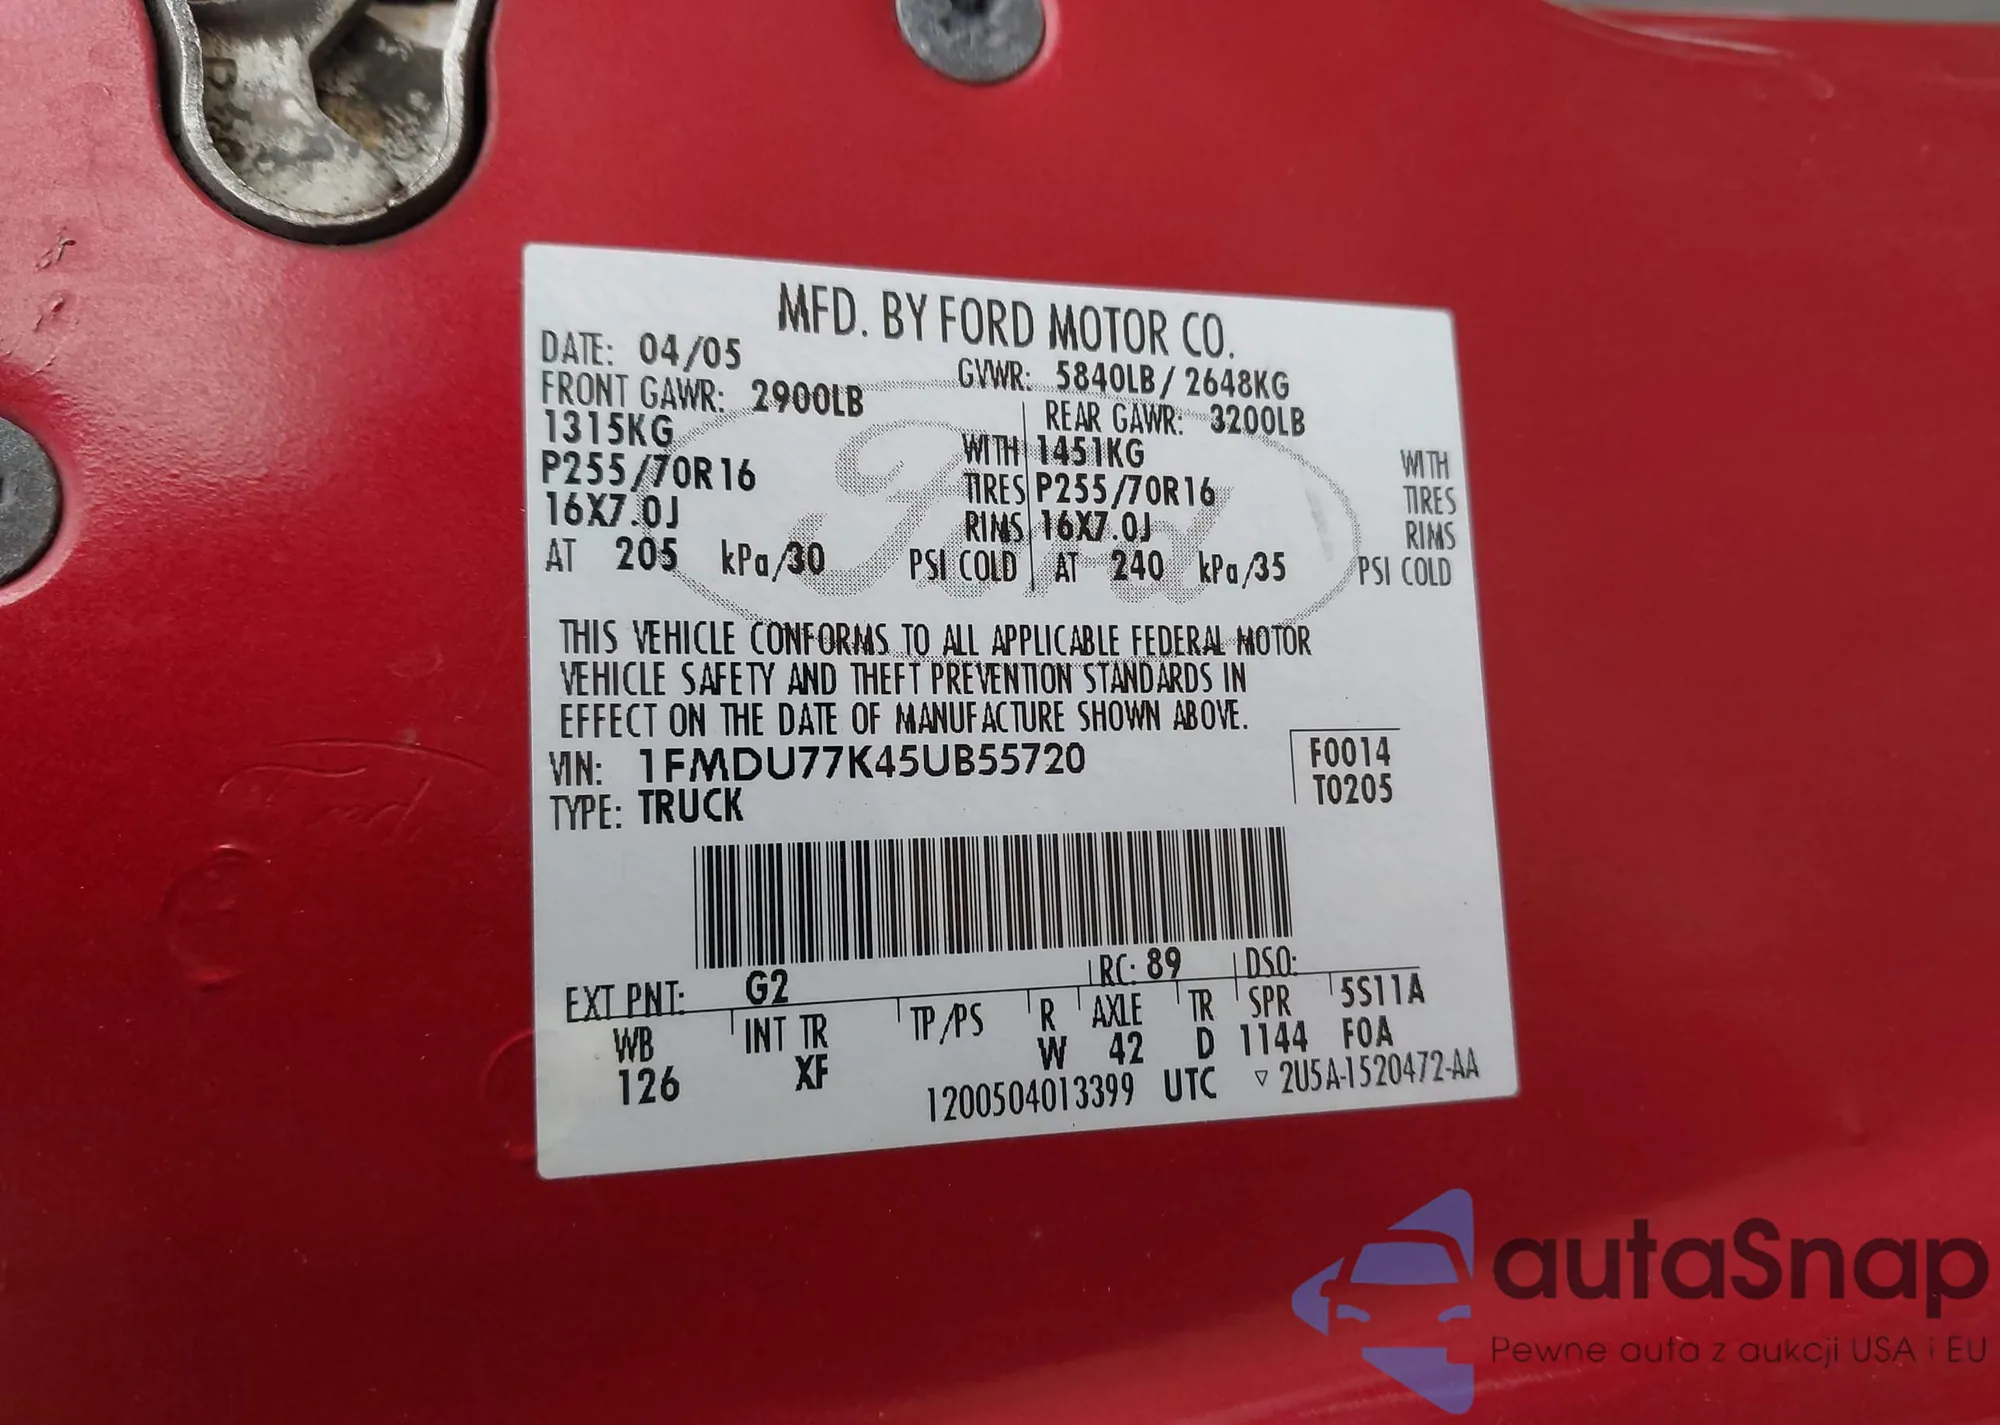 MFD. BY FORD MOTOR CO.
DATE: 04/05 GVWR: 5840LB/ 2648KG
FRONT GAWR: 2900LB REAR GAWR: 3200LB
1315KG WITH 1451KG WITH
P255/70R16 TIRES P255/70R16 TIRES
16X7.0J RIMS 16X7.0J RIMS
AT 205 kPa/30 PSI COLD AT 240 kPa/35 PSI COLD
Ford
THIS VEHICLE CONFORMS TO ALL APPLICABLE FEDERAL MOTOR
VEHICLE SAFETY AND THEFT PREVENTION STANDARDS IN
EFFECT ON THE DATE OF MANUFACTURE SHOWN ABOVE.
VIN: 1FMDU77K45UB55720 F0014
TYPE: TRUCK T0205
EXT PNT: G2 RC: 89 DSO:
WB INT TR TP/PS R AXLE TR SPR 5S11A
126 XF W 42 D 1144 F0A
1200504013399 UTC ▽ 2U5A-1520472-AA
autaSnap
Pewne auta z aukcji USA i EU